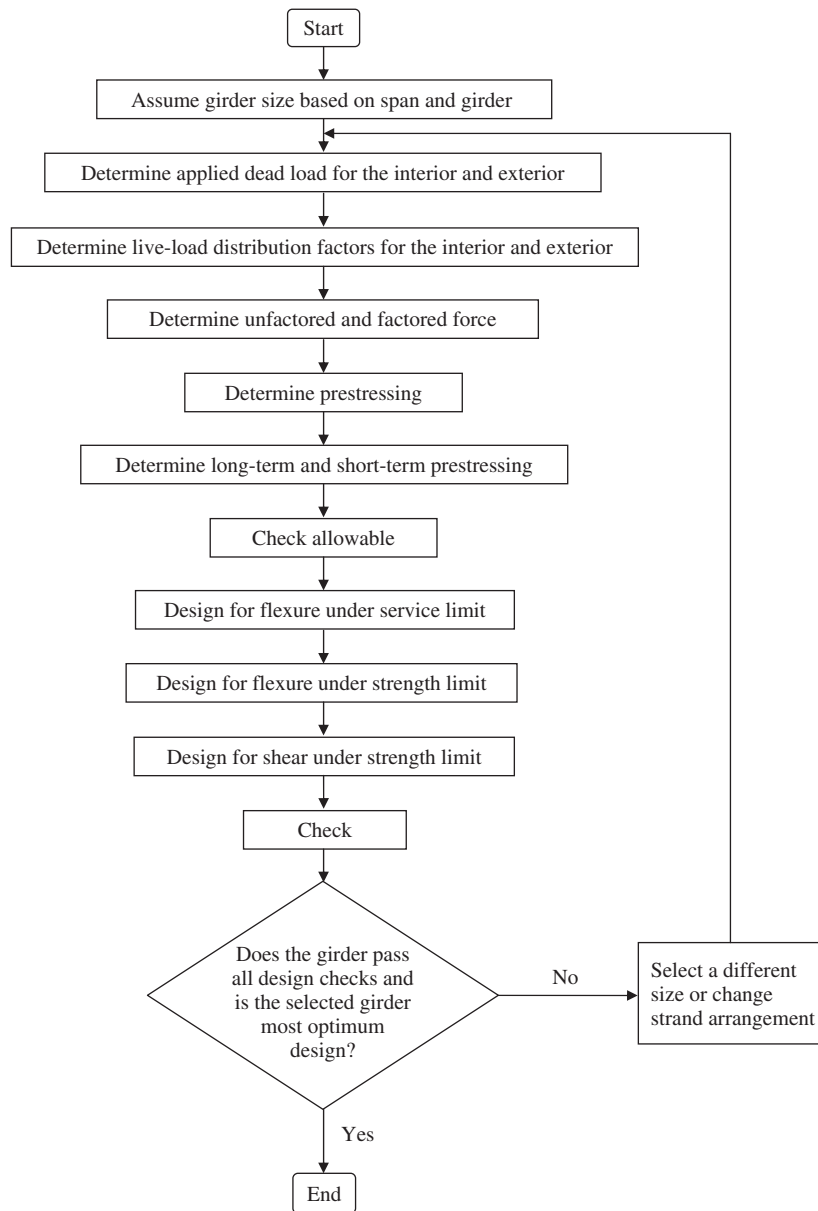 Start
Assume girder size based on span and girder
Determine applied dead load for the interior and exterior
Determine live-load distribution factors for the interior and exterior
Determine unfactored and factored force
Determine prestressing
Determine long-term and short-term prestressing
Check allowable
Design for flexure under service limit
Design for flexure under strength limit
Design for shear under strength limit
Check
Does the girder pass
all design checks and
is the selected girder
most optimum
design?
No
Select a different
size or change
strand arrangement
Yes
End